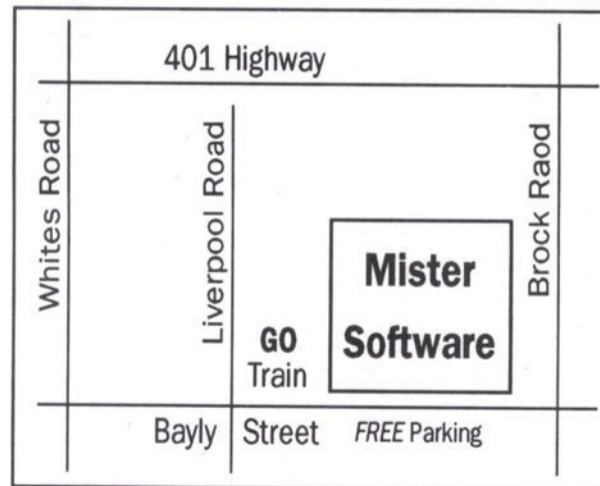 401 Highway
Whites Road
Liverpool Road
Brock Raod
Mister
Software
GO
Train
Bayly Street FREE Parking